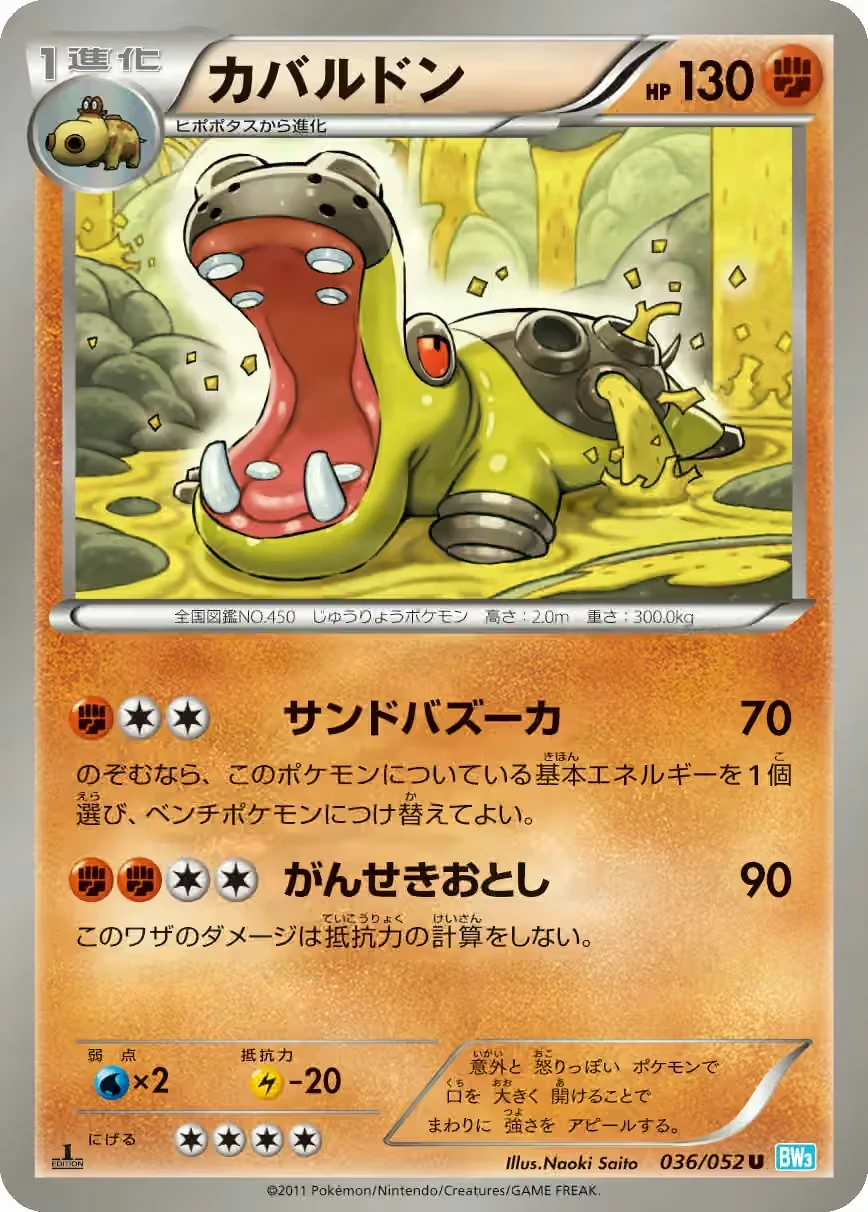 1進化
カバルドン
HP 130
ヒポポタスから進化
全国図鑑NO.450 じゅうりょうポケモン 高さ:2.0m 重さ:300.0kg
サンドバズーカ 70
のぞむなら、このポケモンについている基本エネルギーを1個
選び、ベンチポケモンにつけ替えてよい。
がんせきおとし 90
このワザのダメージは抵抗力の計算をしない。
弱点 抵抗力
×2 -20
にげる
意外と 怒りっぽい ポケモンで
口を 大きく 開けることで
まわりに 強さを アピールする。
1 EDITION
Illus.Naoki Saito 036/052 U BW3
©2011 Pokémon/Nintendo/Creatures/GAME FREAK.